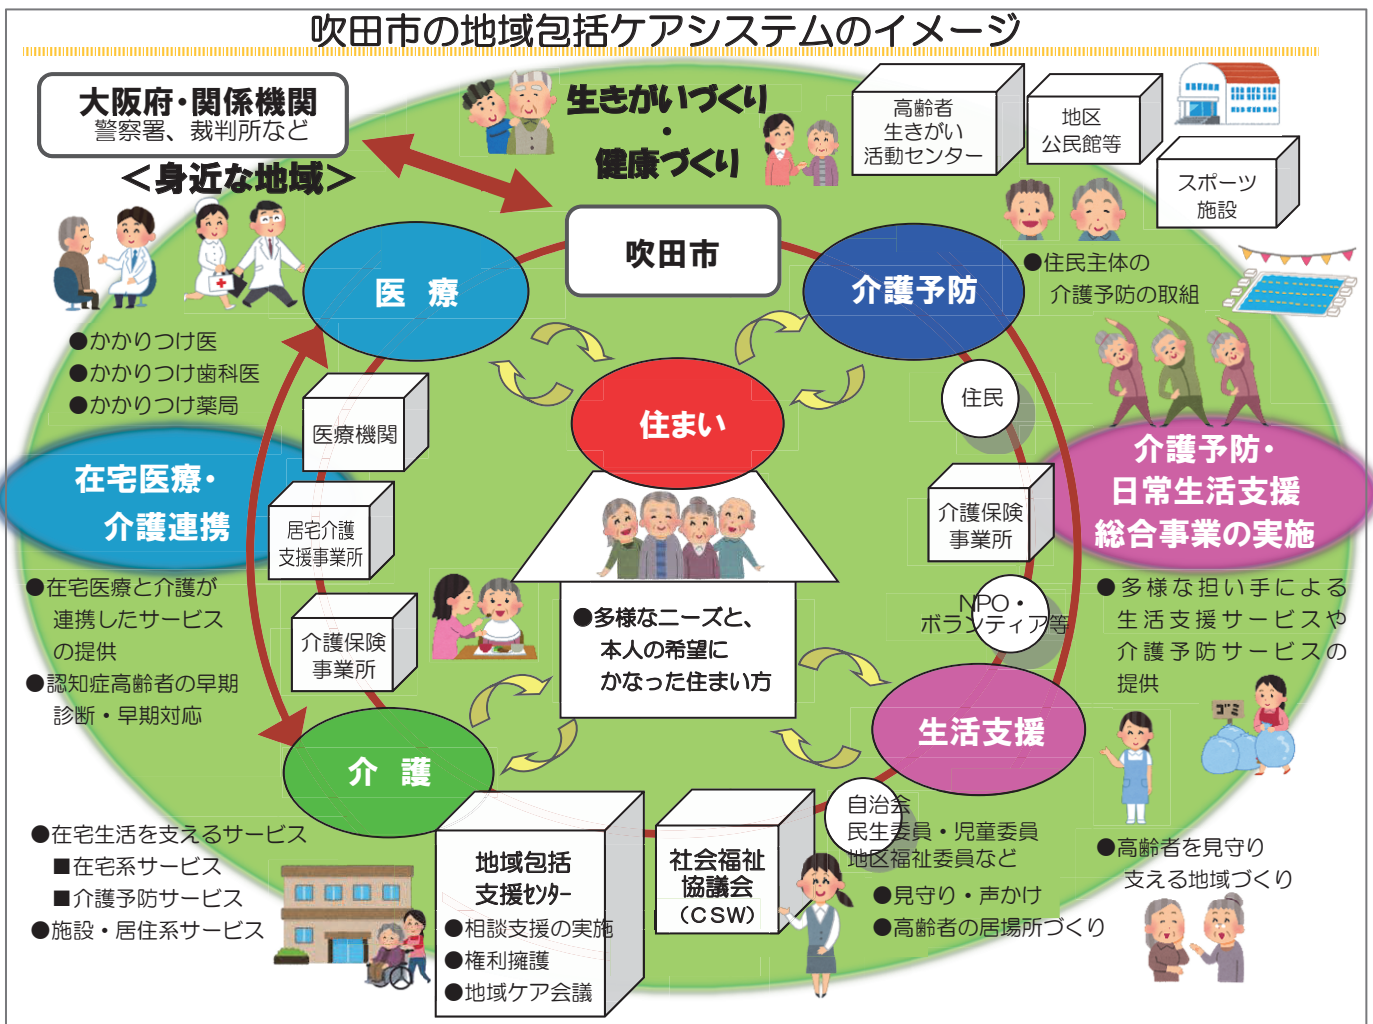 吹田市の地域包括ケアシステムのイメージ
大阪府・関係機関
警察署、裁判所など
＜身近な地域＞
生きがいづくり
・
健康づくり
高齢者
生きがい
活動センター
地区
公民館等
スポーツ
施設
吹田市
医 療
介護予防
●住民主体の
介護予防の取組
●かかりつけ医
●かかりつけ歯科医
●かかりつけ薬局
医療機関
住まい
住民
在宅医療・
介護連携
居宅介護
支援事業所
介護保険
事業所
介護予防・
日常生活支援
総合事業の実施
●在宅医療と介護が
連携したサービス
の提供
●認知症高齢者の早期
診断・早期対応
介護保険
事業所
●多様なニーズと、
本人の希望に
かなった住まい方
NPO・
ボランティア等
●多様な担い手による
生活支援サービスや
介護予防サービスの
提供
ゴミ
介 護
生活支援
●在宅生活を支えるサービス
■在宅系サービス
■介護予防サービス
●施設・居住系サービス
地域包括
支援ｾﾝﾀｰ
●相談支援の実施
●権利擁護
●地域ケア会議
社会福祉
協議会
（CSW）
自治会
民生委員・児童委員
地区福祉委員など
●見守り・声かけ
●高齢者の居場所づくり
●高齢者を見守り
支える地域づくり